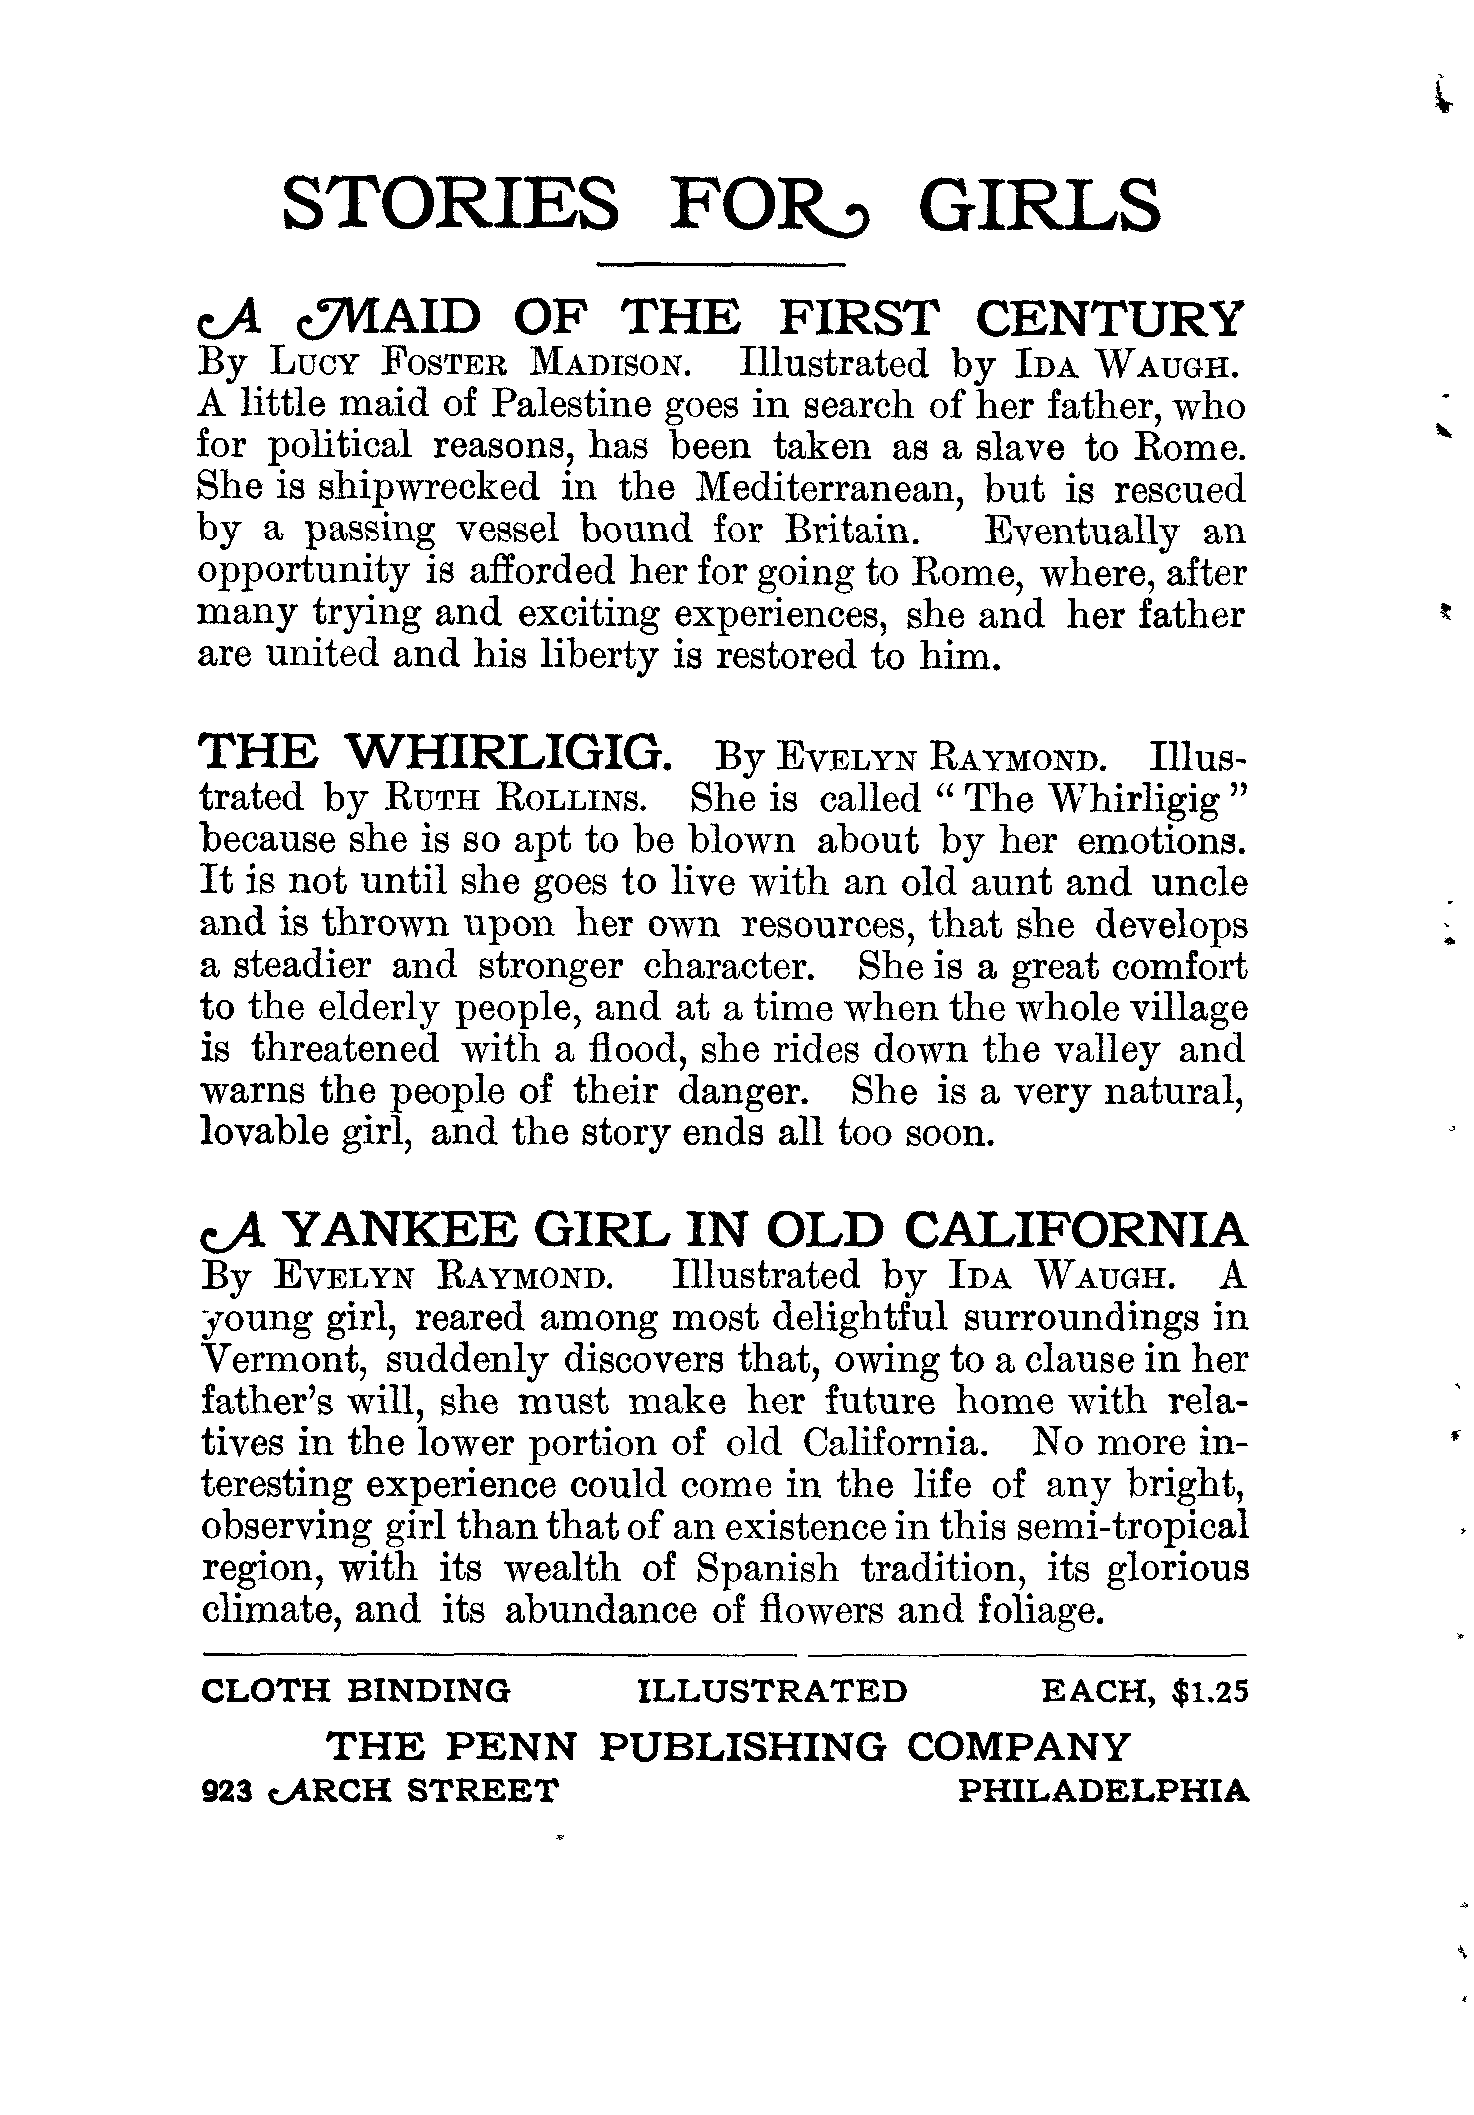 STORIES FOR GIRLS
A MAID OF THE FIRST CENTURY
By LUCY FOSTER MADISON. Illustrated by IDA WAUGH.
A little maid of Palestine goes in search of her father, who
for political reasons, has been taken as a slave to Rome.
She is shipwrecked in the Mediterranean, but is rescued
by a passing vessel bound for Britain. Eventually an
opportunity is afforded her for going to Rome, where, after
many trying and exciting experiences, she and her father
are united and his liberty is restored to him.
THE WHIRLIGIG. By EVELYN RAYMOND. Illus-
trated by RUTH ROLLINS. She is called “ The Whirligig ”
because she is so apt to be blown about by her emotions.
It is not until she goes to live with an old aunt and uncle
and is thrown upon her own resources, that she develops
a steadier and stronger character. She is a great comfort
to the elderly people, and at a time when the whole village
is threatened with a flood, she rides down the valley and
warns the people of their danger. She is a very natural,
lovable girl, and the story ends all too soon.
A YANKEE GIRL IN OLD CALIFORNIA
By EVELYN RAYMOND. Illustrated by IDA WAUGH. A
young girl, reared among most delightful surroundings in
Vermont, suddenly discovers that, owing to a clause in her
father’s will, she must make her future home with rela-
tives in the lower portion of old California. No more in-
teresting experience could come in the life of any bright,
observing girl than that of an existence in this semi-tropical
region, with its wealth of Spanish tradition, its glorious
climate, and its abundance of flowers and foliage.
CLOTH BINDING ILLUSTRATED EACH, $1.25
THE PENN PUBLISHING COMPANY
923 ARCH STREET PHILADELPHIA